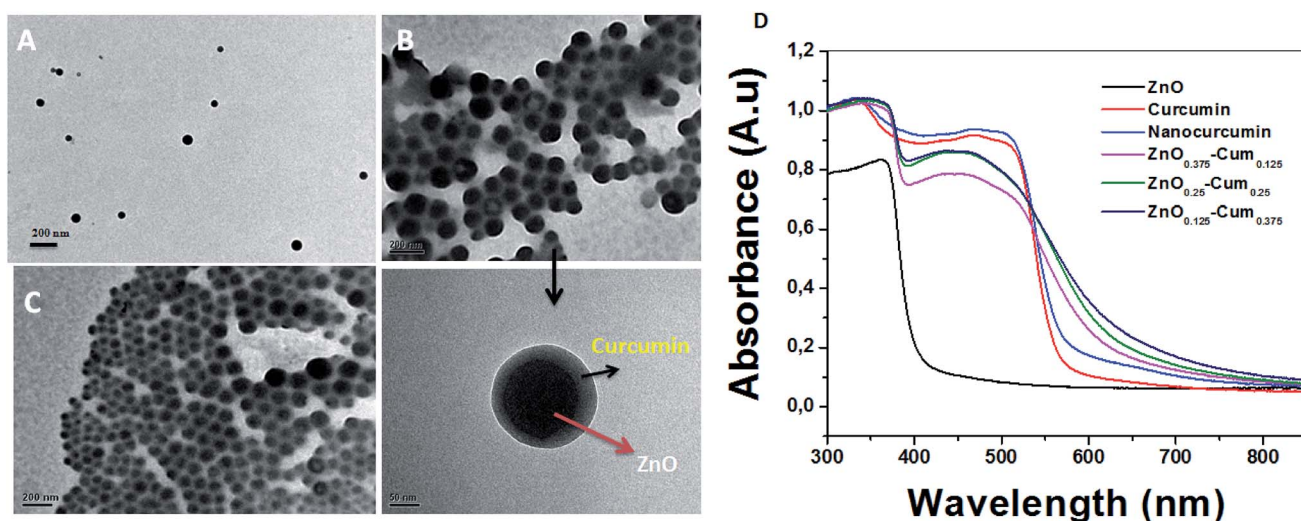 A
200 nm
B
200 nm
C
200 nm
Curcumin
ZnO
50 nm
D
Absorbance (A.u)
1,2
1,0
0,8
0,6
0,4
0,2
0,0
300 400 500 600 700 800
Wavelength (nm)
ZnO
Curcumin
Nanocurcumin
ZnO0.375-Cum0.125
ZnO0.25-Cum0.25
ZnO0.125-Cum0.375